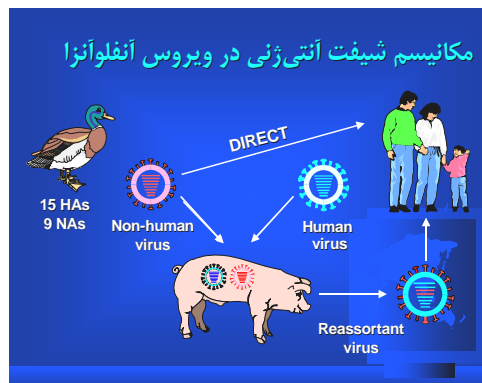 مکانیسم شیفت آنتی‌ژنی در ویروس آنفلوآنزا
DIRECT
15 HAs
9 NAs
Non-human
virus
Human
virus
Reassortant
virus